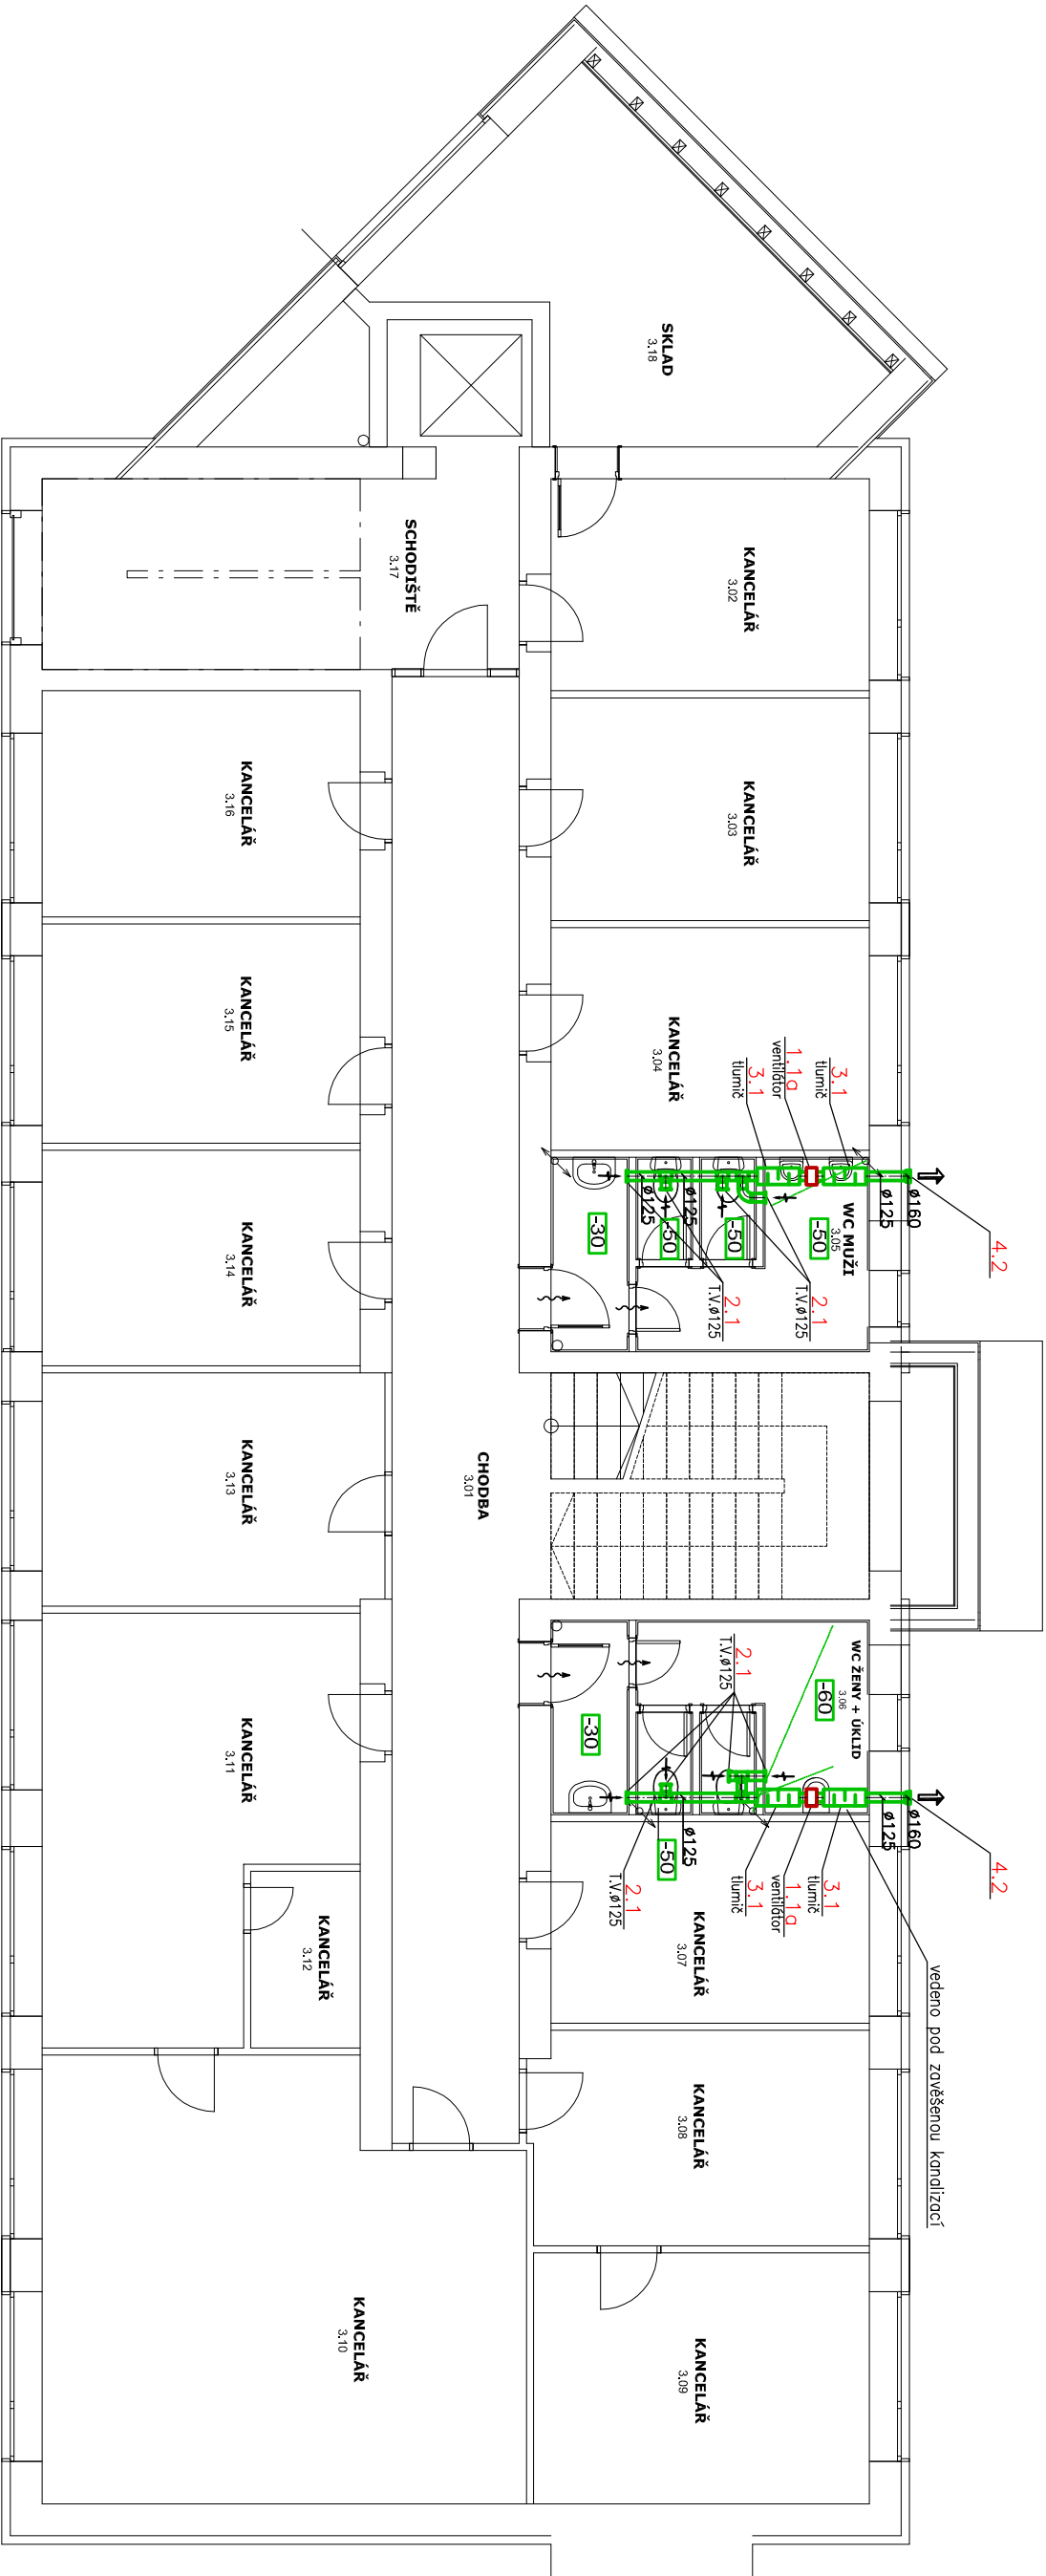 SKLAD
3.18
SCHODIŠTĚ
3.17
KANCELÁŘ
3.02
KANCELÁŘ
3.03
KANCELÁŘ
3.04
KANCELÁŘ
3.16
KANCELÁŘ
3.15
KANCELÁŘ
3.14
KANCELÁŘ
3.13
CHODBA
3.01
3.1
tlumič
1.1a
ventilátor
3.1
tlumič
WC MUŽI
3.05
-50
-50
-50
-30
ø125
ø125
ø125
ø160
4.2
2.1
T.V.ø125
2.1
T.V.ø125
WC ŽENY + ÚKLID
3.06
-60
-30
-50
2.1
T.V.ø125
2.1
T.V.ø125
ø125
ø125
ø160
4.2
3.1
tlumič
1.1a
ventilátor
3.1
tlumič
vedeno pod zavěšenou kanalizací
KANCELÁŘ
3.07
KANCELÁŘ
3.08
KANCELÁŘ
3.09
KANCELÁŘ
3.10
KANCELÁŘ
3.11
KANCELÁŘ
3.12